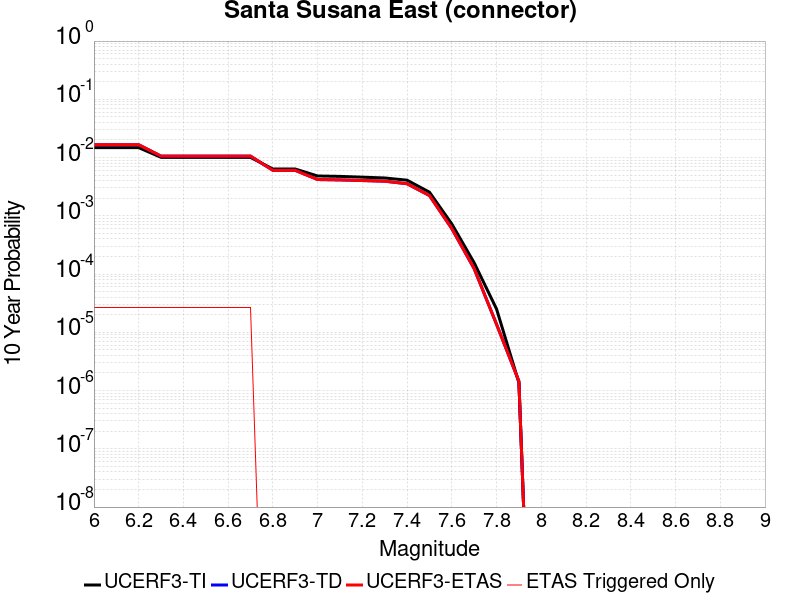 Santa Susana East (connector)
10^0
10^-1
10^-2
10^-3
10^-4
10^-5
10^-6
10^-7
10^-8
10 Year Probability
6 6.2 6.4 6.6 6.8 7 7.2 7.4 7.6 7.8 8 8.2 8.4 8.6 8.8 9
Magnitude
UCERF3-TI UCERF3-TD UCERF3-ETAS ETAS Triggered Only